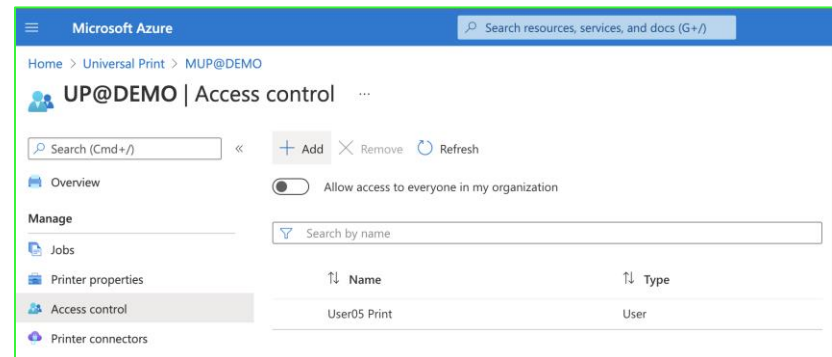 Microsoft Azure
Search resources, services, and docs (G+/)
Home > Universal Print > MUP@DEMO
UP@DEMO | Access control ...
Search (Cmd+/) «
Add Remove Refresh
Overview
Allow access to everyone in my organization
Manage
Search by name
Jobs
Printer properties
Name Type
Access control
User05 Print User
Printer connectors